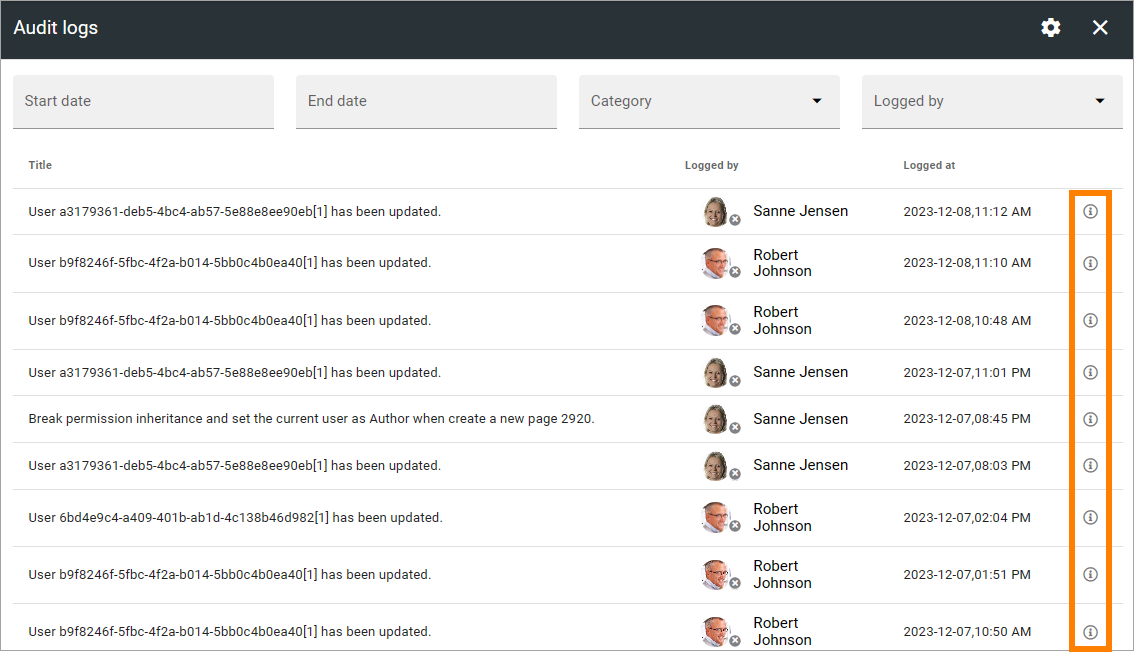 Audit logs
Start date End date Category Logged by
Title Logged by Logged at
User a3179361-deb5-4bc4-ab57-5e88e8ee90eb[1] has been updated. Sanne Jensen 2023-12-08,11:12 AM
User b9f8246f-5fbc-4f2a-b014-5bb0c4b0ea40[1] has been updated. Robert Johnson 2023-12-08,11:10 AM
User b9f8246f-5fbc-4f2a-b014-5bb0c4b0ea40[1] has been updated. Robert Johnson 2023-12-08,10:48 AM
User a3179361-deb5-4bc4-ab57-5e88e8ee90eb[1] has been updated. Sanne Jensen 2023-12-07,11:01 PM
Break permission inheritance and set the current user as Author when create a new page 2920. Sanne Jensen 2023-12-07,08:45 PM
User a3179361-deb5-4bc4-ab57-5e88e8ee90eb[1] has been updated. Sanne Jensen 2023-12-07,08:03 PM
User 6bd4e9c4-a409-401b-ab1d-4c138b46d982[1] has been updated. Robert Johnson 2023-12-07,02:04 PM
User b9f8246f-5fbc-4f2a-b014-5bb0c4b0ea40[1] has been updated. Robert Johnson 2023-12-07,01:51 PM
User b9f8246f-5fbc-4f2a-b014-5bb0c4b0ea40[1] has been updated. Robert Johnson 2023-12-07,10:50 AM